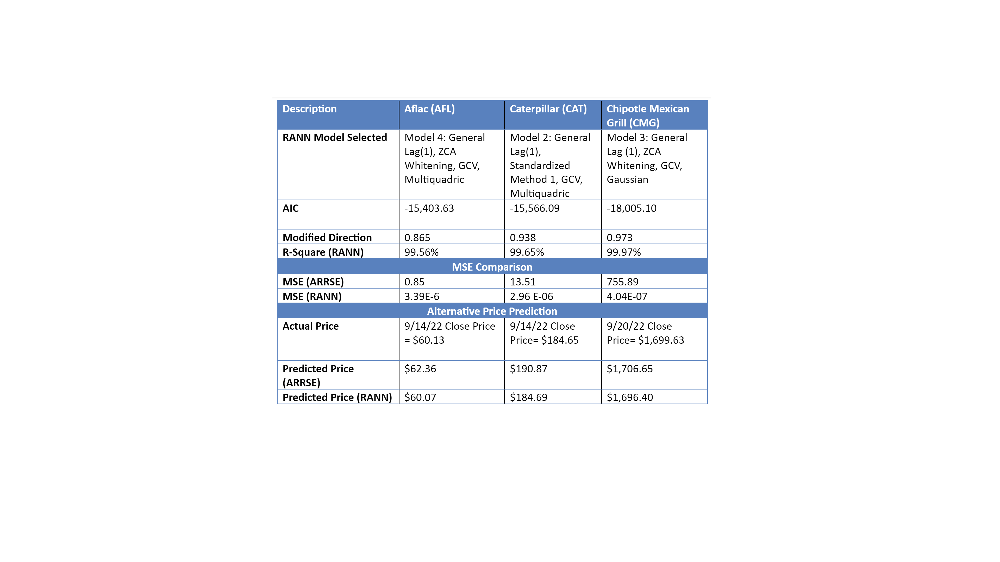 Description Aflac (AFL) Caterpillar (CAT) Chipotle Mexican
Grill (CMG)
RANN Model Selected Model 4: General Model 2: General Model 3: General
Lag(1), ZCA Lag(1), Lag (1), ZCA
Whitening, GCV, Standardized Whitening, GCV,
Multiquadric Method 1, GCV, Gaussian
Multiquadric
AIC -15,403.63 -15,566.09 -18,005.10
Modified Direction 0.865 0.938 0.973
R-Square (RANN) 99.56% 99.65% 99.97%
MSE Comparison
MSE (ARRSE) 0.85 13.51 755.89
MSE (RANN) 3.39E-6 2.96 E-06 4.04E-07
Alternative Price Prediction
Actual Price 9/14/22 Close Price 9/14/22 Close 9/20/22 Close
= $60.13 Price= $184.65 Price= $1,699.63
Predicted Price $62.36 $190.87 $1,706.65
(ARRSE)
Predicted Price (RANN) $60.07 $184.69 $1,696.40